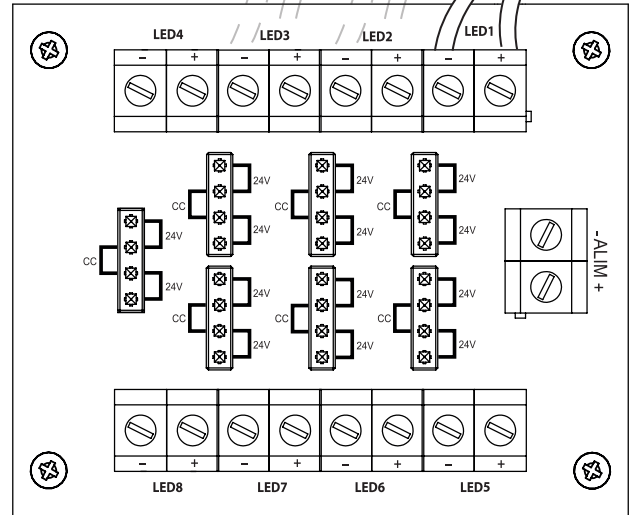 LED4 LED3 LED2 LED1
– + – + – + – +
24V 24V 24V
CC CC CC
24V 24V 24V
24V
CC
24V
24V 24V 24V
CC CC CC
24V 24V 24V
- ALIM +
– + – + – + – +
LED8 LED7 LED6 LED5